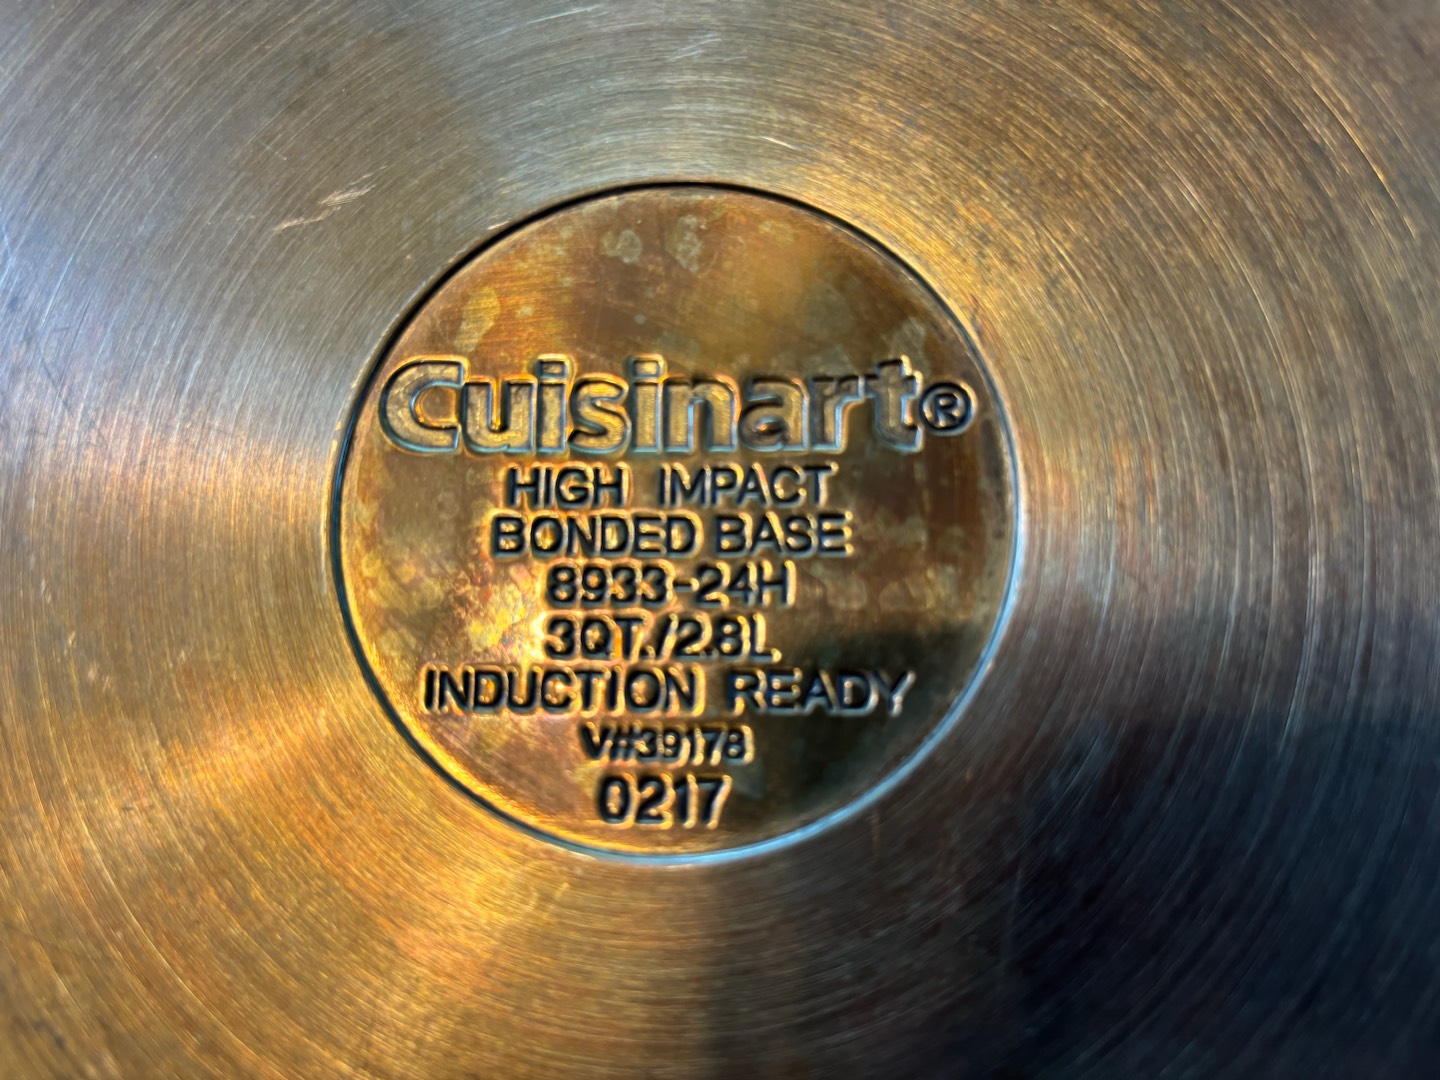 Cuisinart®
HIGH IMPACT
BONDED BASE
8933-24H
3QT./2.8L
INDUCTION READY
V#39178
0217